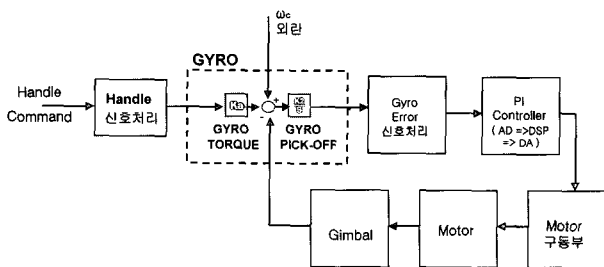 ωc
외란
GYRO
Handle
Command
Handle
신호처리
Ka
+
-
GYRO
TORQUE
GYRO
PICK-OFF
Gyro
Error
신호처리
PI
Controller
( AD =>DSP
=> DA )
Gimbal
Motor
Motor
구동부